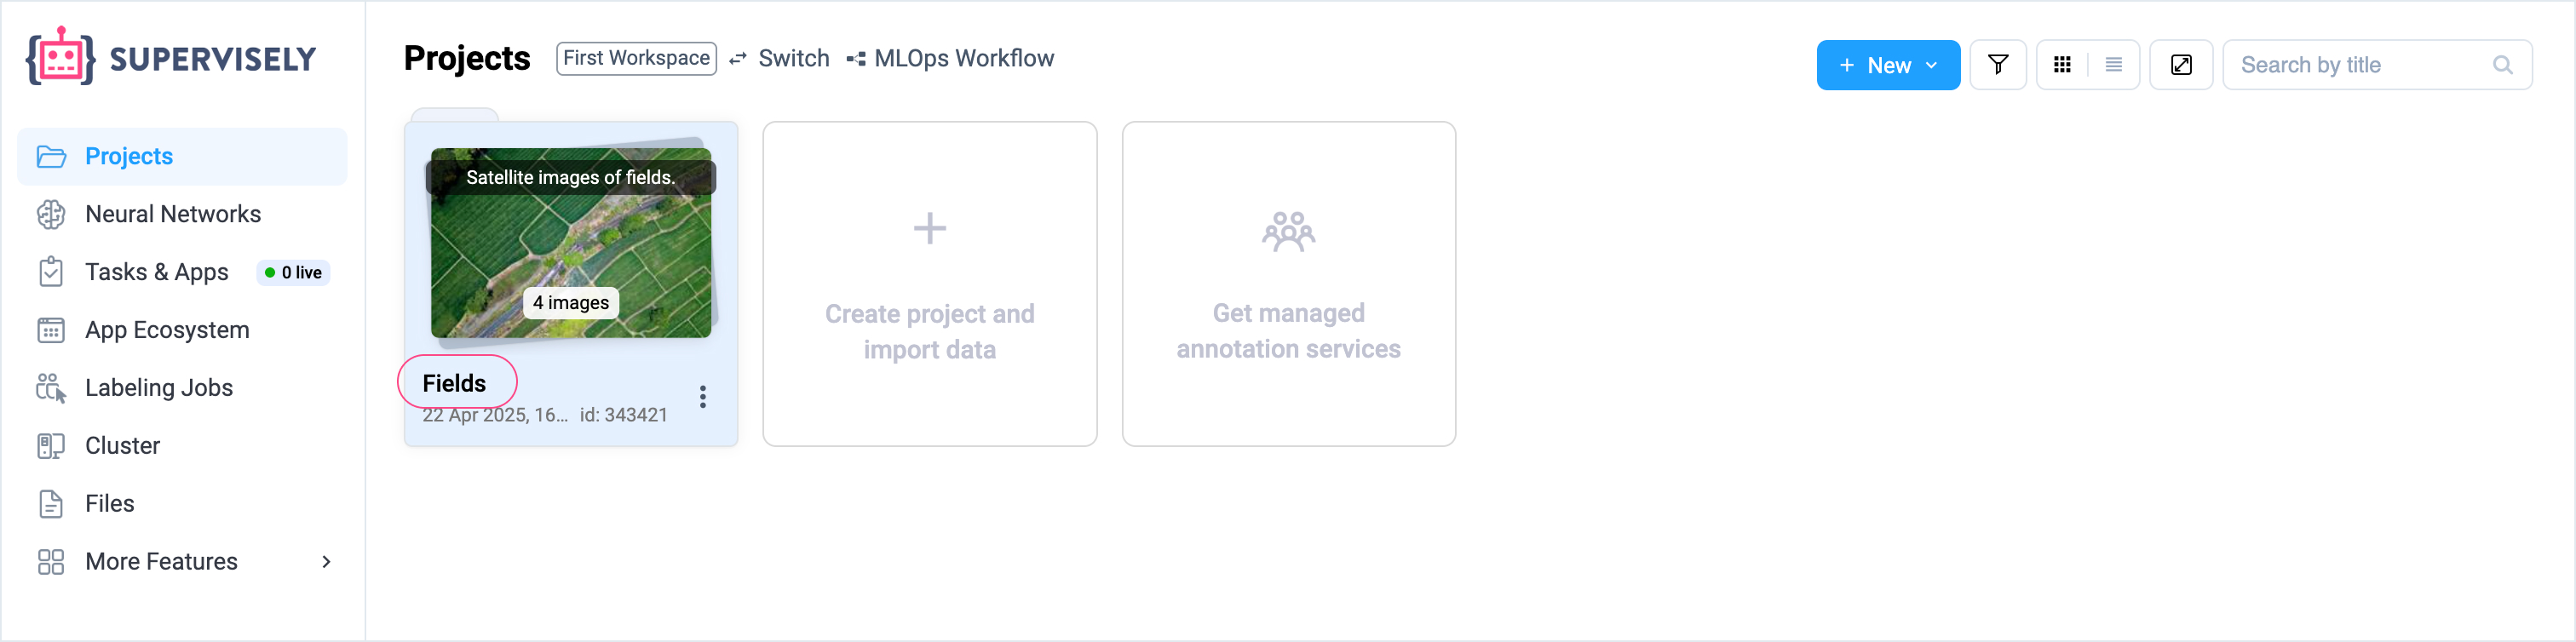 SUPERVISELY
Projects
Neural Networks
Tasks & Apps 0 live
App Ecosystem
Labeling Jobs
Cluster
Files
More Features
Projects First Workspace Switch MLOps Workflow
+ New
Search by title
Satellite images of fields.
4 images
Fields
22 Apr 2025, 16... id: 343421
Create project and
import data
Get managed
annotation services